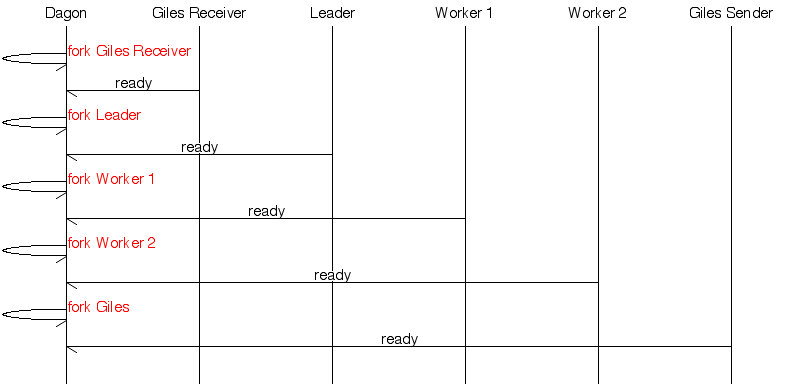 Dagon Giles Receiver Leader Worker 1 Worker 2 Giles Sender
fork Giles Receiver
ready
fork Leader
ready
fork Worker 1
ready
fork Worker 2
ready
fork Giles
ready